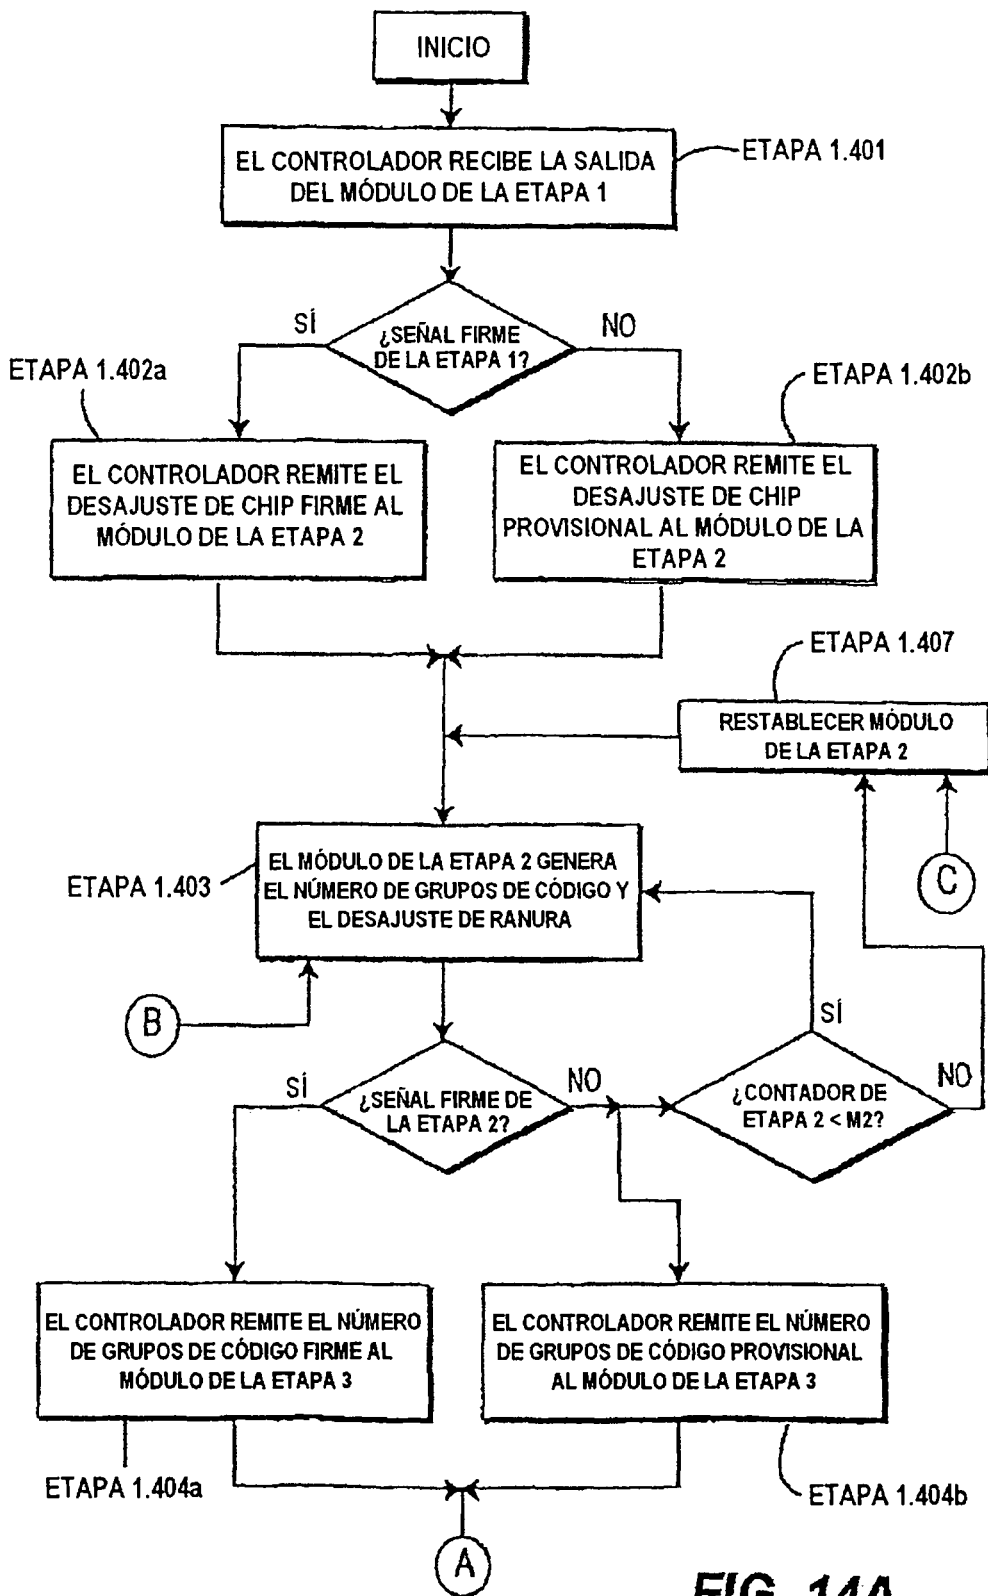 INICIO
EL CONTROLADOR RECIBE LA SALIDA
DEL MÓDULO DE LA ETAPA 1
ETAPA 1.401
¿SEÑAL FIRME
DE LA ETAPA 1?
SÍ
NO
ETAPA 1.402a
ETAPA 1.402b
EL CONTROLADOR REMITE EL
DESAJUSTE DE CHIP FIRME AL
MÓDULO DE LA ETAPA 2
EL CONTROLADOR REMITE EL
DESAJUSTE DE CHIP
PROVISIONAL AL MÓDULO DE LA
ETAPA 2
ETAPA 1.407
RESTABLECER MÓDULO
DE LA ETAPA 2
C
ETAPA 1.403
EL MÓDULO DE LA ETAPA 2 GENERA
EL NÚMERO DE GRUPOS DE CÓDIGO Y
EL DESAJUSTE DE RANURA
B
¿SEÑAL FIRME DE
LA ETAPA 2?
SÍ
NO
¿CONTADOR DE
ETAPA 2 < M2?
SÍ
NO
EL CONTROLADOR REMITE EL NÚMERO
DE GRUPOS DE CÓDIGO FIRME AL
MÓDULO DE LA ETAPA 3
EL CONTROLADOR REMITE EL NÚMERO
DE GRUPOS DE CÓDIGO PROVISIONAL
AL MÓDULO DE LA ETAPA 3
ETAPA 1.404a
ETAPA 1.404b
A
FIG. 14A